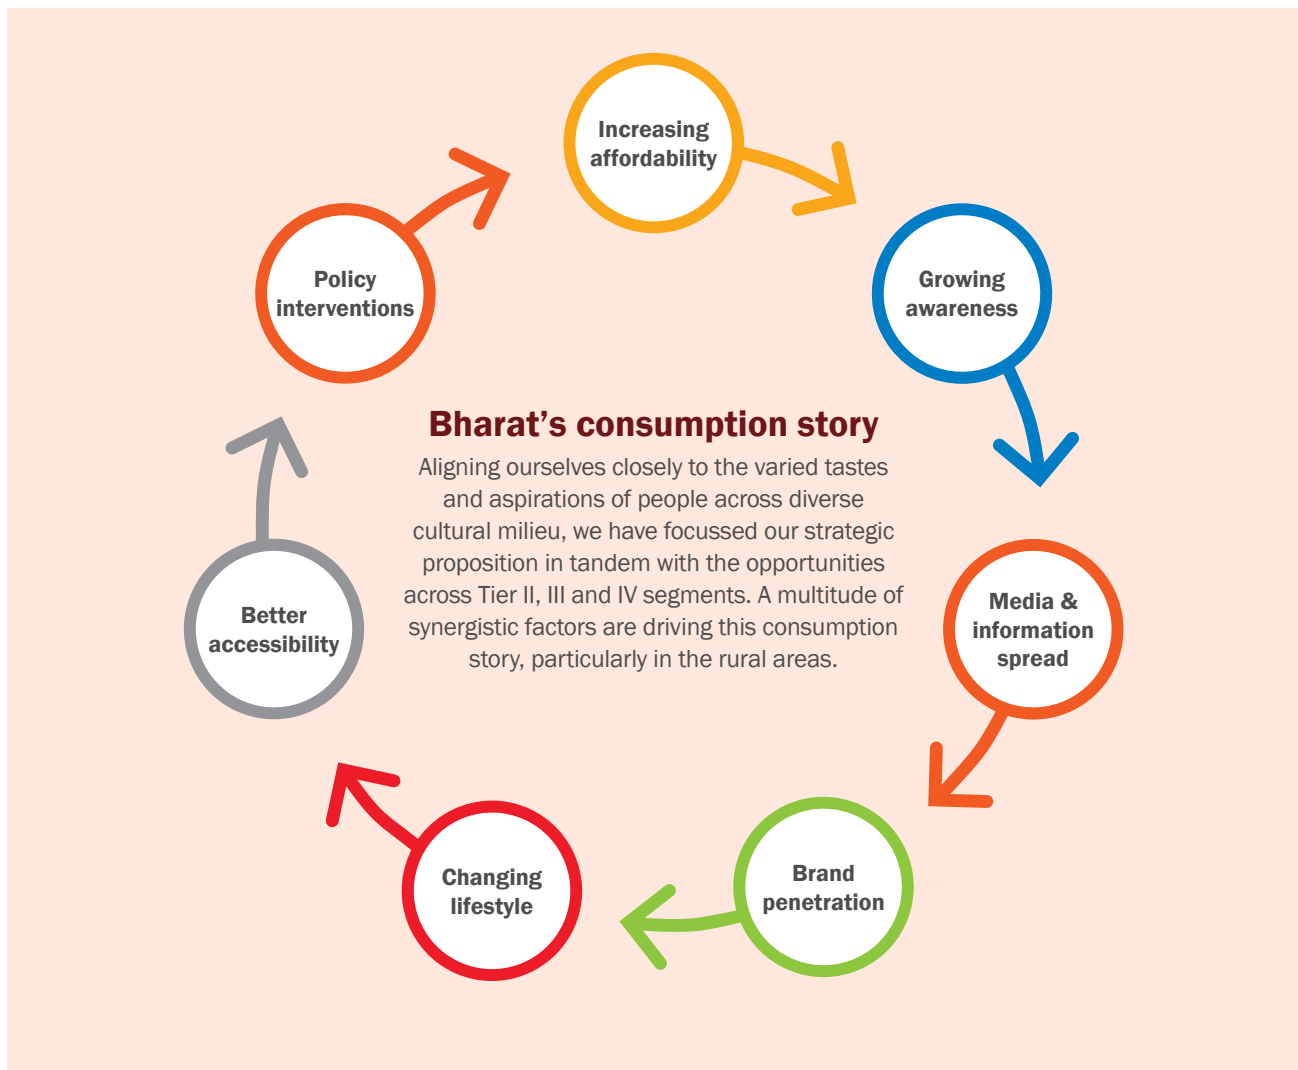 Increasing
affordability
Growing
awareness
Media &
information
spread
Brand
penetration
Changing
lifestyle
Better
accessibility
Policy
interventions
Bharat’s consumption story
Aligning ourselves closely to the varied tastes
and aspirations of people across diverse
cultural milieu, we have focussed our strategic
proposition in tandem with the opportunities
across Tier II, III and IV segments. A multitude of
synergistic factors are driving this consumption
story, particularly in the rural areas.